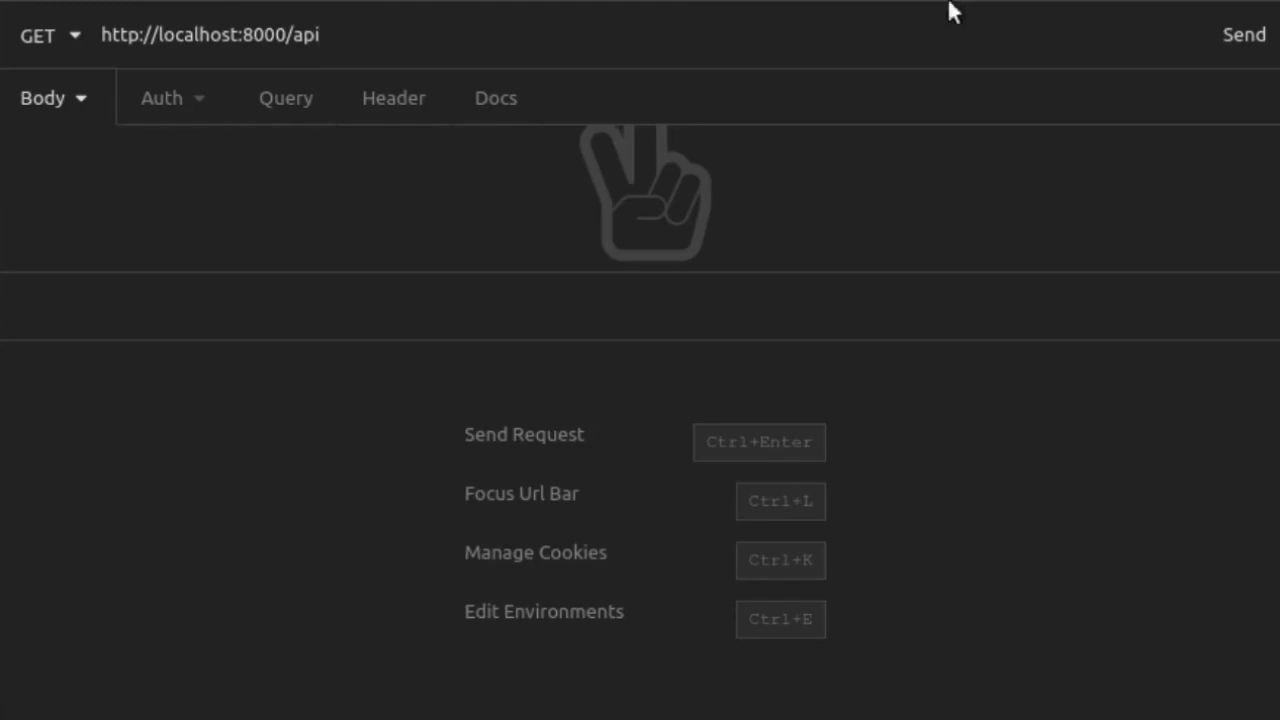 GET http://localhost:8000/api Send
Body Auth Query Header Docs
Send Request Ctrl+Enter
Focus Url Bar Ctrl+L
Manage Cookies Ctrl+K
Edit Environments Ctrl+E